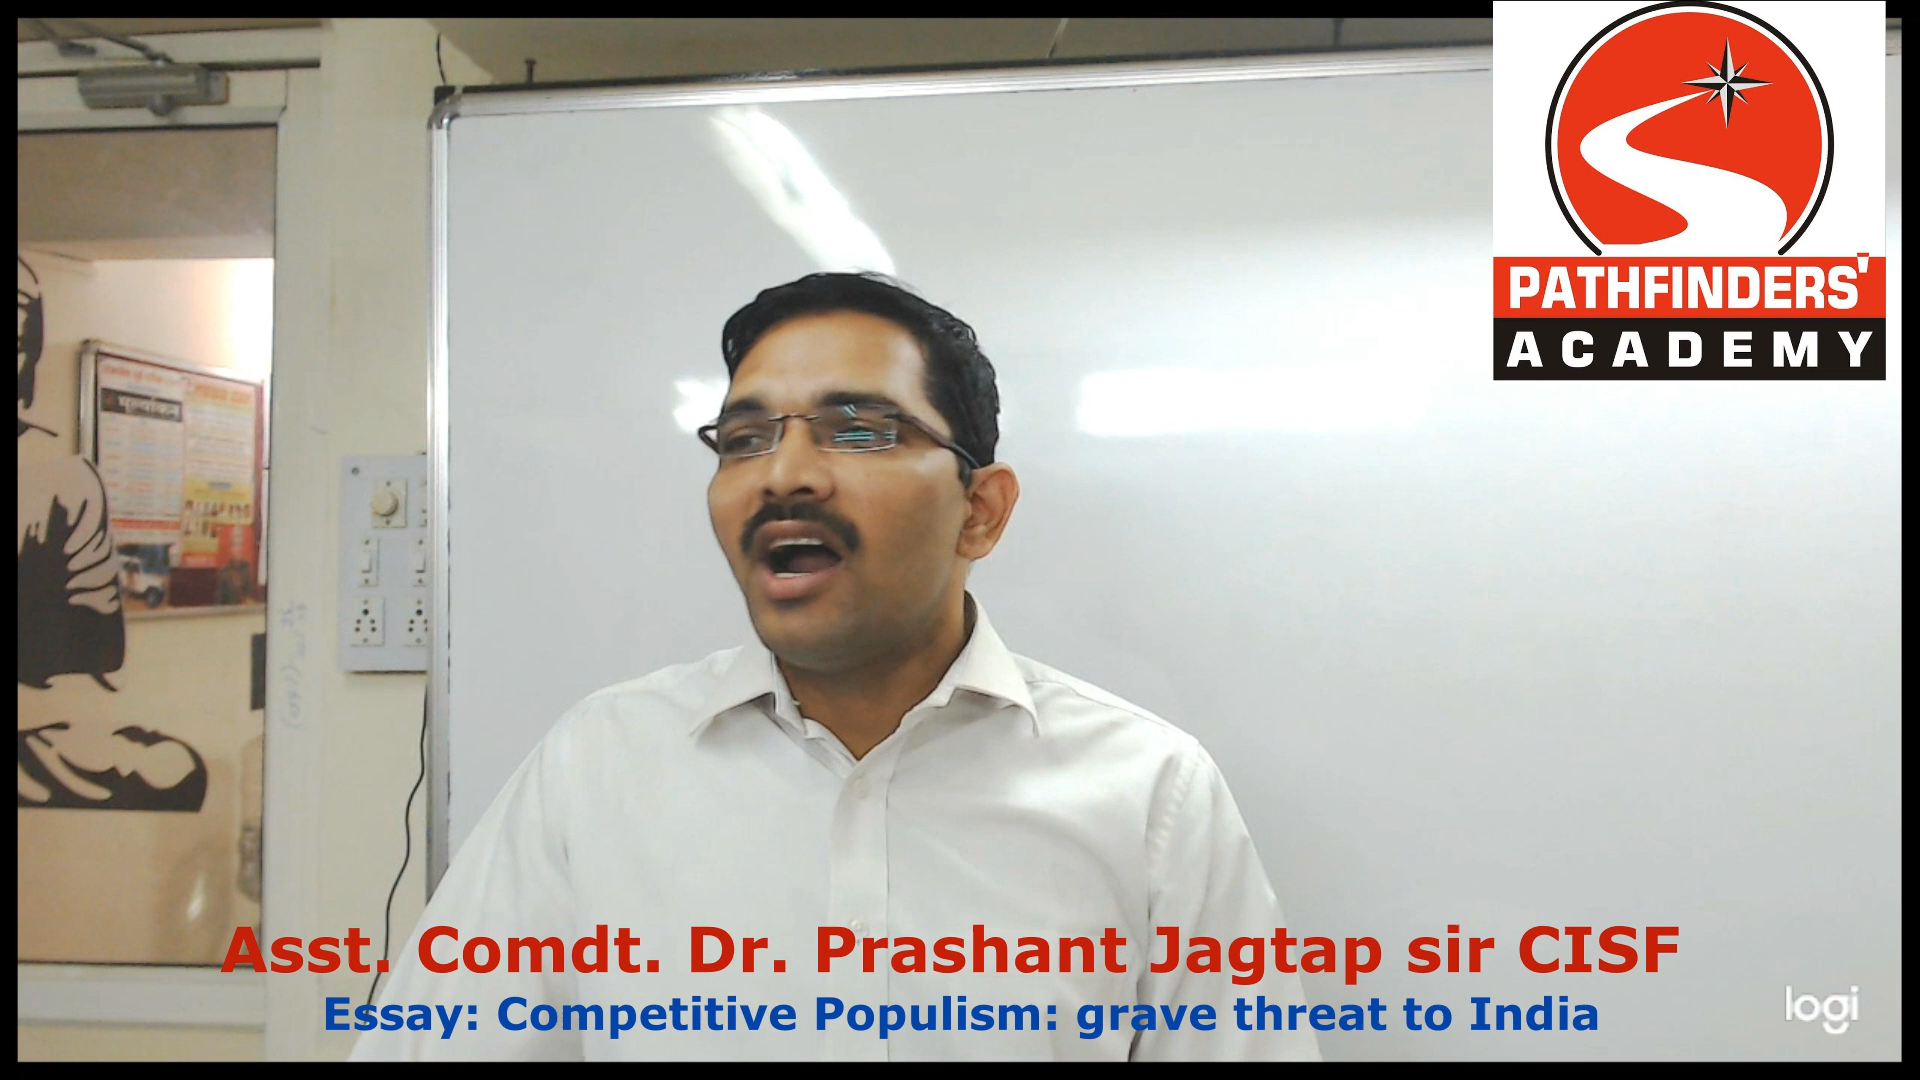 PATHFINDERS'
ACADEMY
Asst. Comdt. Dr. Prashant Jagtap sir CISF
Essay: Competitive Populism: grave threat to India
logi